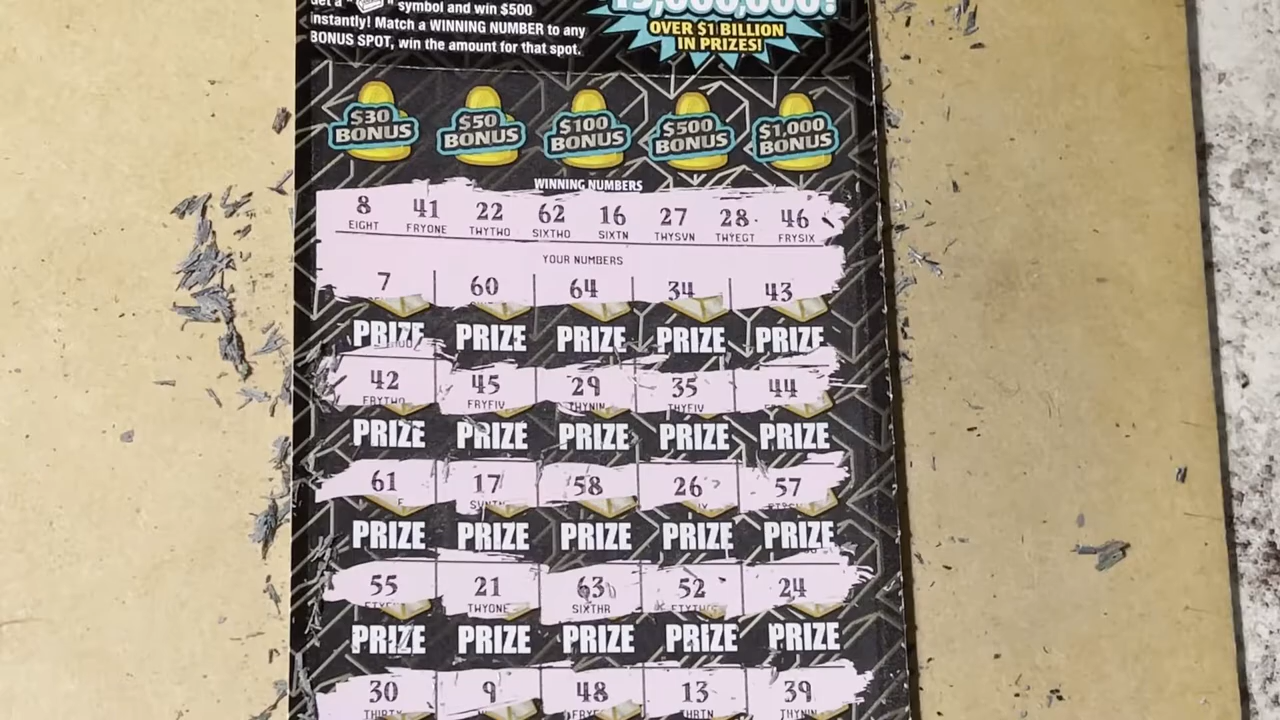 symbol and win $500
instantly! Match a WINNING NUMBER to any
BONUS SPOT, win the amount for that spot.
OVER $1 BILLION
IN PRIZES!
$30 BONUS $50 BONUS $100 BONUS $500 BONUS $1,000 BONUS
WINNING NUMBERS
8 41 22 62 16 27 28 46
EIGHT FRYONE THYTHO SIXTHO SIXTN THYSVN THYEGT FRYSIX
YOUR NUMBERS
7 60 64 34 43
PRIZE PRIZE PRIZE PRIZE PRIZE
42 45 29 35 44
FRYTHO FRYFIV THYNIN THYFIV
PRIZE PRIZE PRIZE PRIZE PRIZE
61 17 58 26 57
PRIZE PRIZE PRIZE PRIZE PRIZE
55 21 63 52 24
THYONE SIXTHR
PRIZE PRIZE PRIZE PRIZE PRIZE
30 9 48 13 39
THIRTY THYNIN